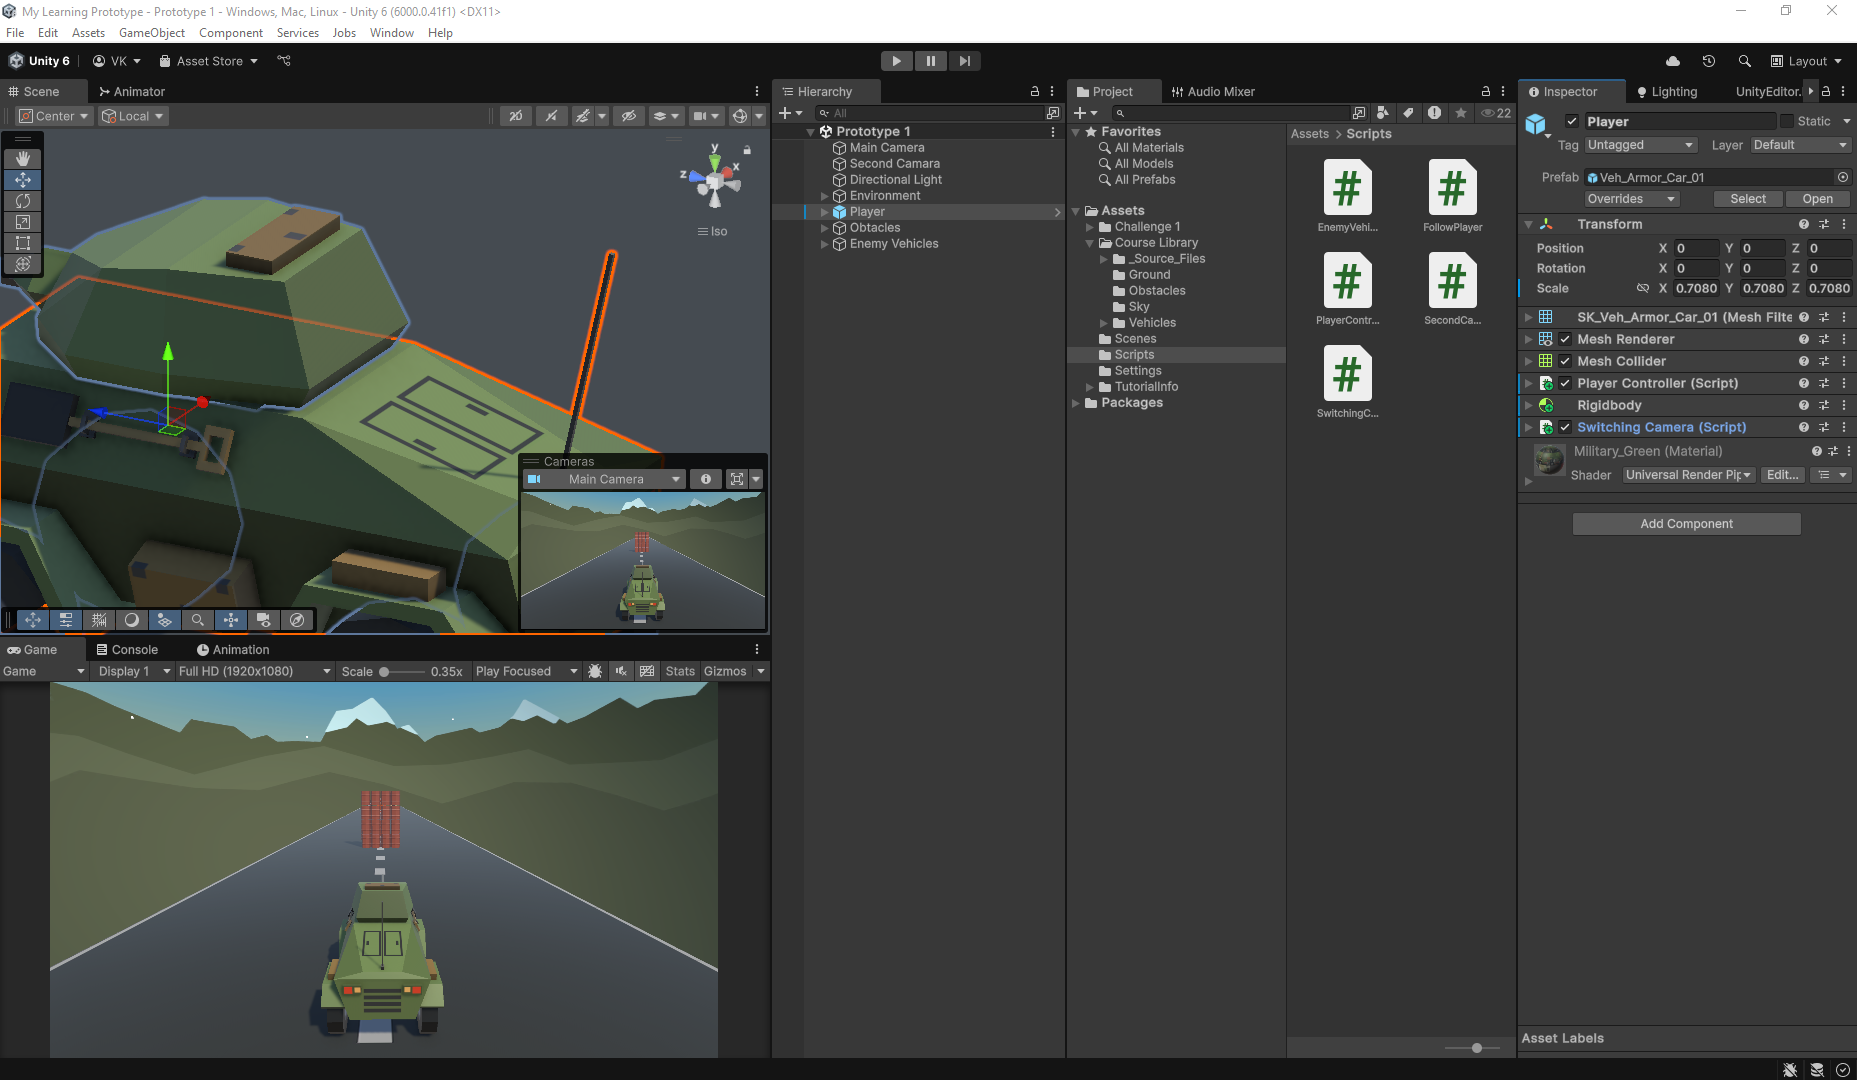 My Learning Prototype - Prototype 1 - Windows, Mac, Linux - Unity 6 (6000.0.41f1) <DX11>
File Edit Assets GameObject Component Services Jobs Window Help
Unity 6 VK Asset Store Layout
Scene Animator
Center Local
y
x
z
Iso
Cameras
Main Camera
Game Console Animation
Game Display 1 Full HD (1920x1080) Scale 0.35x Play Focused Stats Gizmos
Hierarchy
All
Prototype 1
Main Camera
Second Camara
Directional Light
Environment
Player
Obtacles
Enemy Vehicles
Project Audio Mixer
22
Favorites
All Materials
All Models
All Prefabs
Assets
Challenge 1
Course Library
_Source_Files
Ground
Obstacles
Sky
Vehicles
Scenes
Scripts
Settings
TutorialInfo
Packages
Assets > Scripts
EnemyVehi... FollowPlayer
PlayerContr... SecondCa...
SwitchingC...
Inspector Lighting UnityEditor.
Player Static
Tag Untagged Layer Default
Prefab Veh_Armor_Car_01
Overrides Select Open
Transform
Position X 0 Y 0 Z 0
Rotation X 0 Y 0 Z 0
Scale X 0.7080 Y 0.7080 Z 0.7080
SK_Veh_Armor_Car_01 (Mesh Filte
Mesh Renderer
Mesh Collider
Player Controller (Script)
Rigidbody
Switching Camera (Script)
Military_Green (Material)
Shader Universal Render Pip Edit...
Add Component
Asset Labels